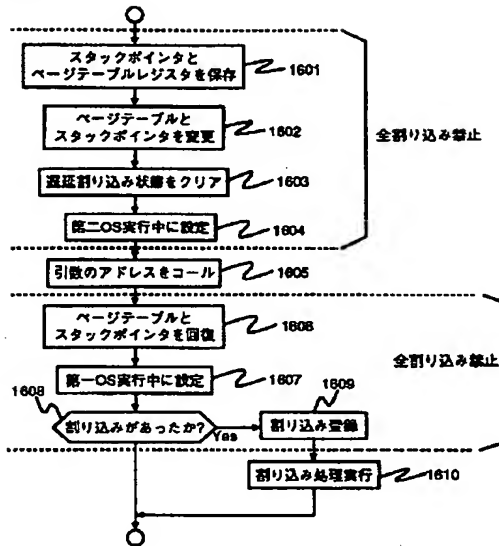 スタックポインタと
ページテーブルレジスタを保存
1601
ページテーブルと
スタックポインタを変更
1602
全割り込み禁止
遅延割り込み状態をクリア
1603
第二OS実行中に設定
1604
引数のアドレスをコール
1605
ページテーブルと
スタックポインタを回復
1606
全割り込み禁止
第一OS実行中に設定
1607
1608
割り込みがあったか?
Yes
1609
割り込み登録
割り込み処理実行
1610